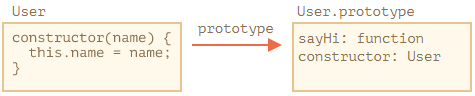 User
constructor(name) {
  this.name = name;
}
prototype
User.prototype
sayHi: function
constructor: User